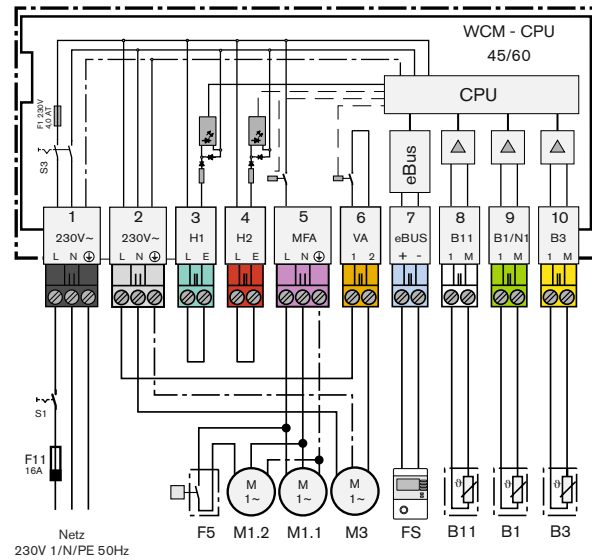 WCM - CPU
45/60
CPU
F1 230V
4.0 AT
S3
eBus
1 2 3 4 5 6 7 8 9 10
230V~ 230V~ H1 H2 MFA VA eBUS B11 B1/N1 B3
L N L N L E L E L N 1 2 + - 1 M 1 M 1 M
S1
F11
16A
M
1~
M
1~
M
1~
ϑ ϑ ϑ
F5 M1.2 M1.1 M3 FS B11 B1 B3
Netz
230V 1/N/PE 50Hz